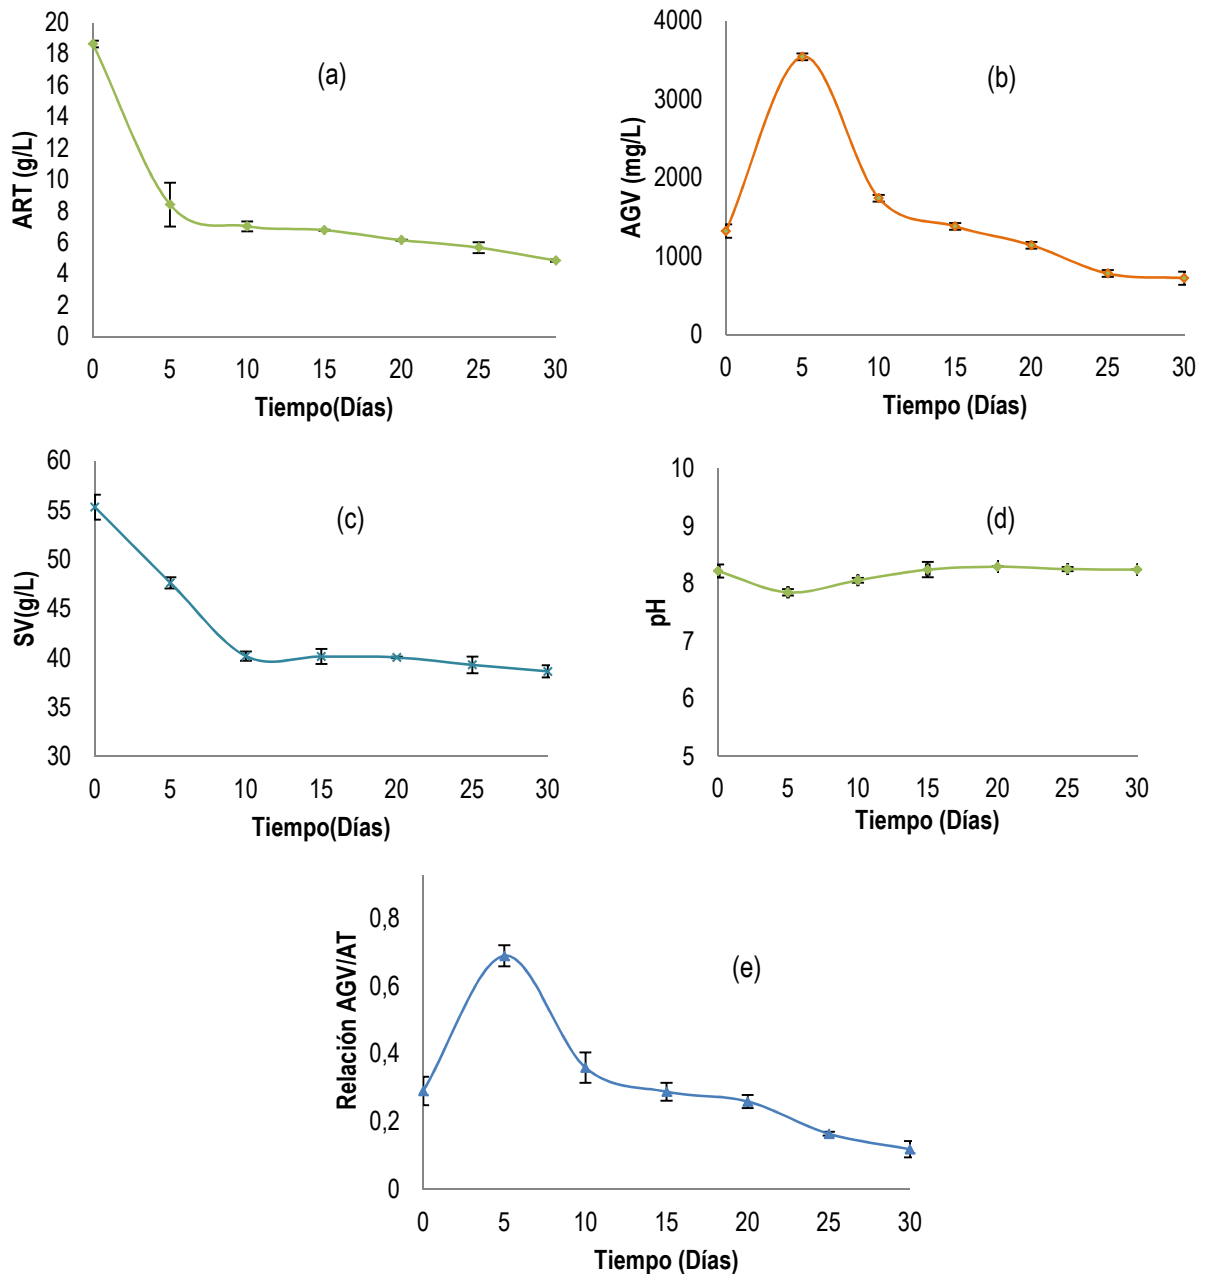 ART (g/L)
20
18
16
14
12
10
8
6
4
2
0
(a)
0 5 10 15 20 25 30
Tiempo(Días)
AGV (mg/L)
4000
3000
2000
1000
0
(b)
0 5 10 15 20 25 30
Tiempo (Días)
SV(g/L)
60
55
50
45
40
35
30
(c)
0 5 10 15 20 25 30
Tiempo(Días)
pH
10
9
8
7
6
5
(d)
0 5 10 15 20 25 30
Tiempo (Días)
Relación AGV/AT
0,8
0,6
0,4
0,2
0
(e)
0 5 10 15 20 25 30
Tiempo (Días)